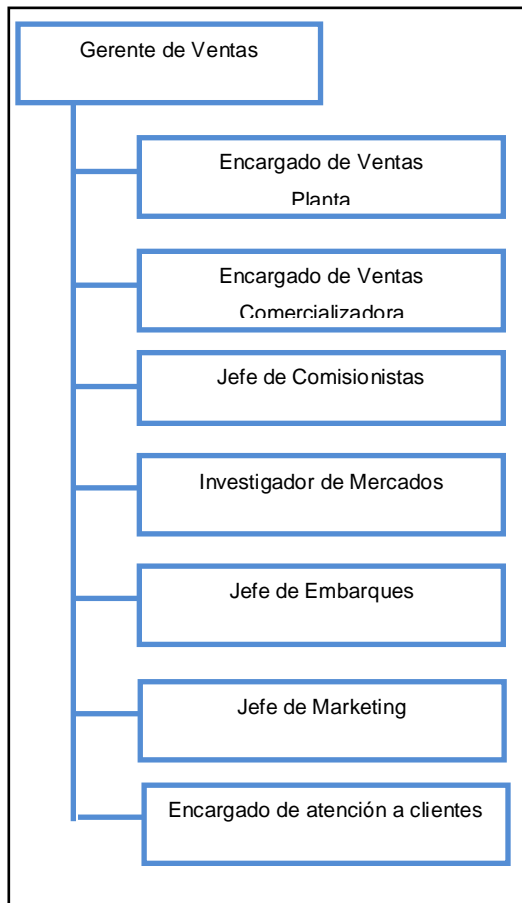 Gerente de Ventas
Encargado de Ventas
Planta
Encargado de Ventas
Comercializadora
Jefe de Comisionistas
Investigador de Mercados
Jefe de Embarques
Jefe de Marketing
Encargado de atención a clientes